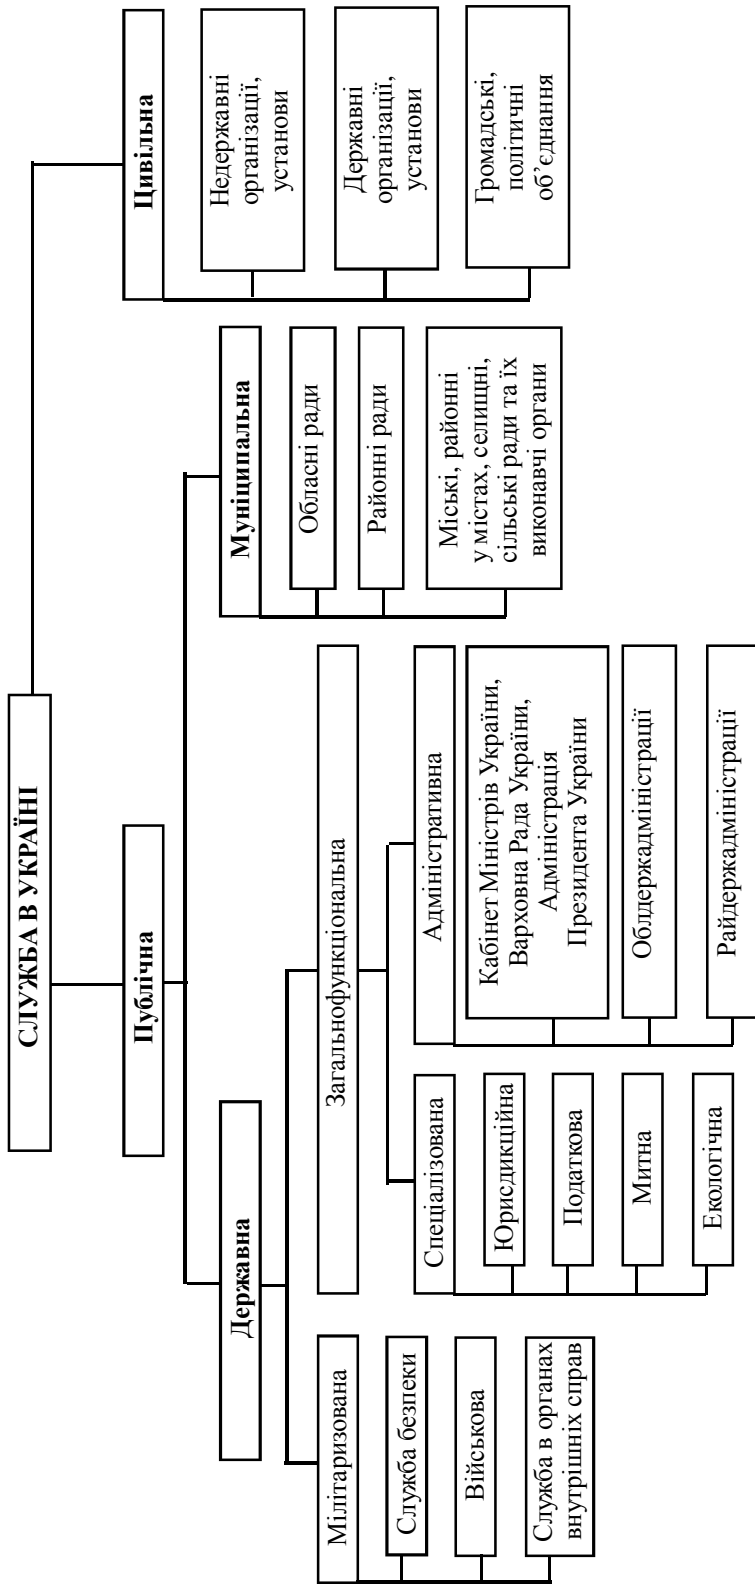 СЛУЖБА В УКРАЇНІ
Публічна
Цивільна
Державна
Муніципальна
Мілітаризована
Служба безпеки
Військова
Служба в органах
внутрішніх справ
Загальнофункціональна
Спеціалізована
Юрисдикційна
Податкова
Митна
Екологічна
Адміністративна
Кабінет Міністрів України,
Варховна Рада України,
Адміністрація
Президента України
Облдержадміністрації
Райдержадміністрації
Обласні ради
Районні ради
Міські, районні
у містах, селищні,
сільські ради та їх
виконавчі органи
Недержавні
організації,
установи
Державні
організації,
установи
Громадські,
політичні
об’єднання